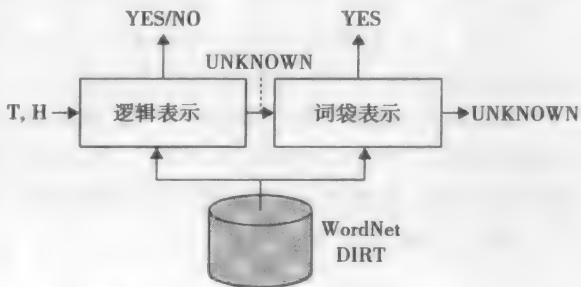 YES/NO
YES
UNKNOWN
T, H
逻辑表示
词袋表示
UNKNOWN
WordNet
DIRT